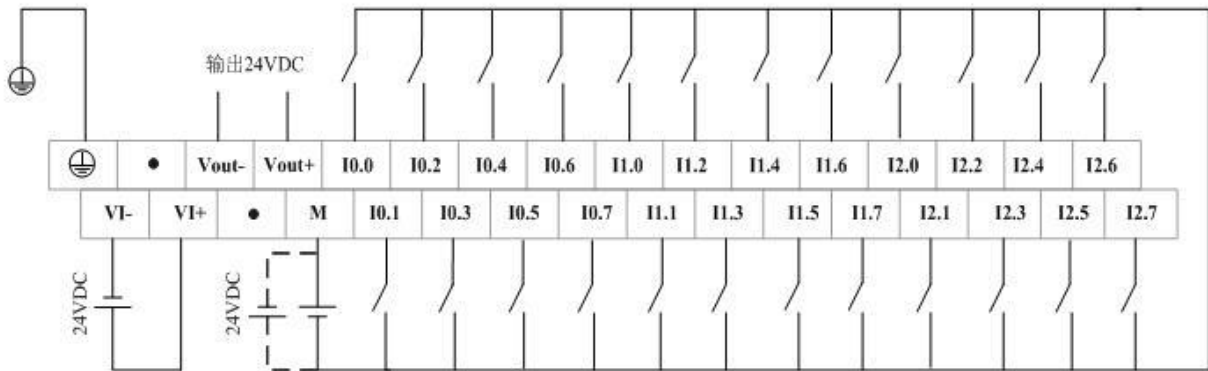 输出24VDC
Vout- Vout+ I0.0 I0.2 I0.4 I0.6 I1.0 I1.2 I1.4 I1.6 I2.0 I2.2 I2.4 I2.6
VI- VI+ M I0.1 I0.3 I0.5 I0.7 I1.1 I1.3 I1.5 I1.7 I2.1 I2.3 I2.5 I2.7
24VDC
24VDC